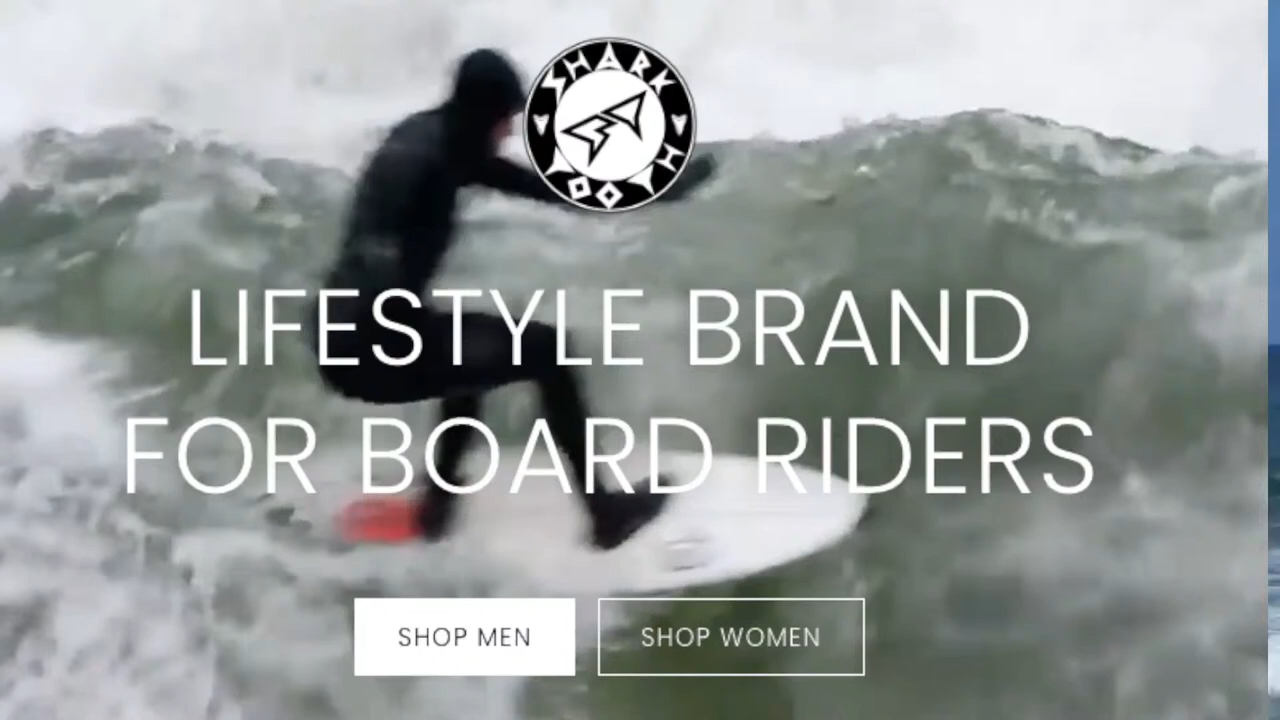 SHARK
TOOTH
LIFESTYLE BRAND
FOR BOARD RIDERS
SHOP MEN
SHOP WOMEN